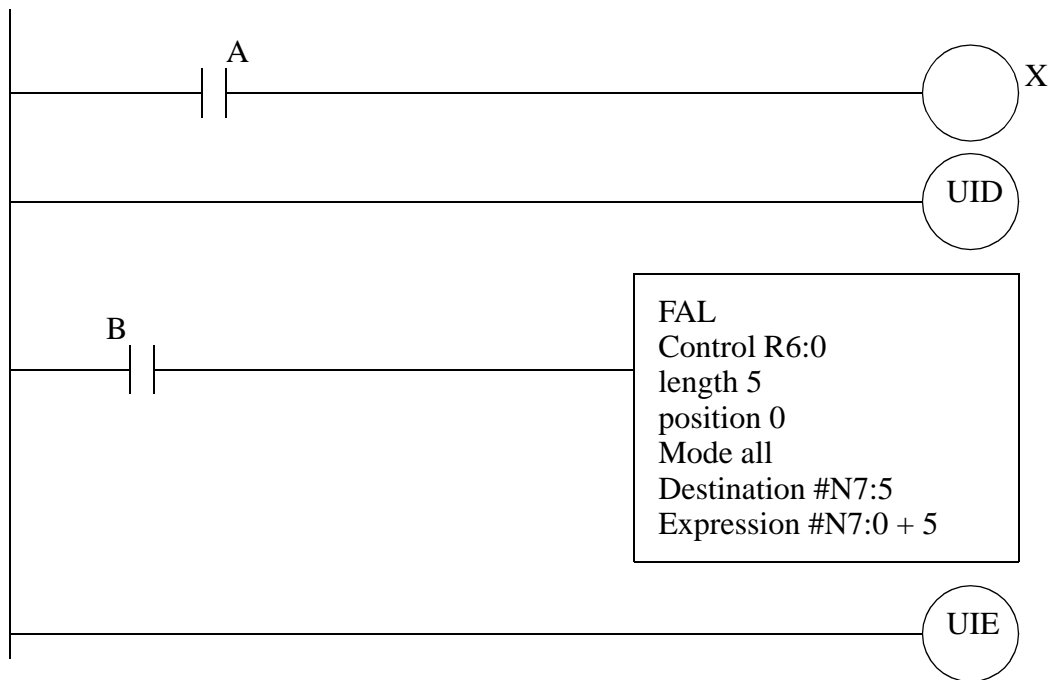 A
X
UID
B
FAL
Control R6:0
length 5
position 0
Mode all
Destination #N7:5
Expression #N7:0 + 5
UIE